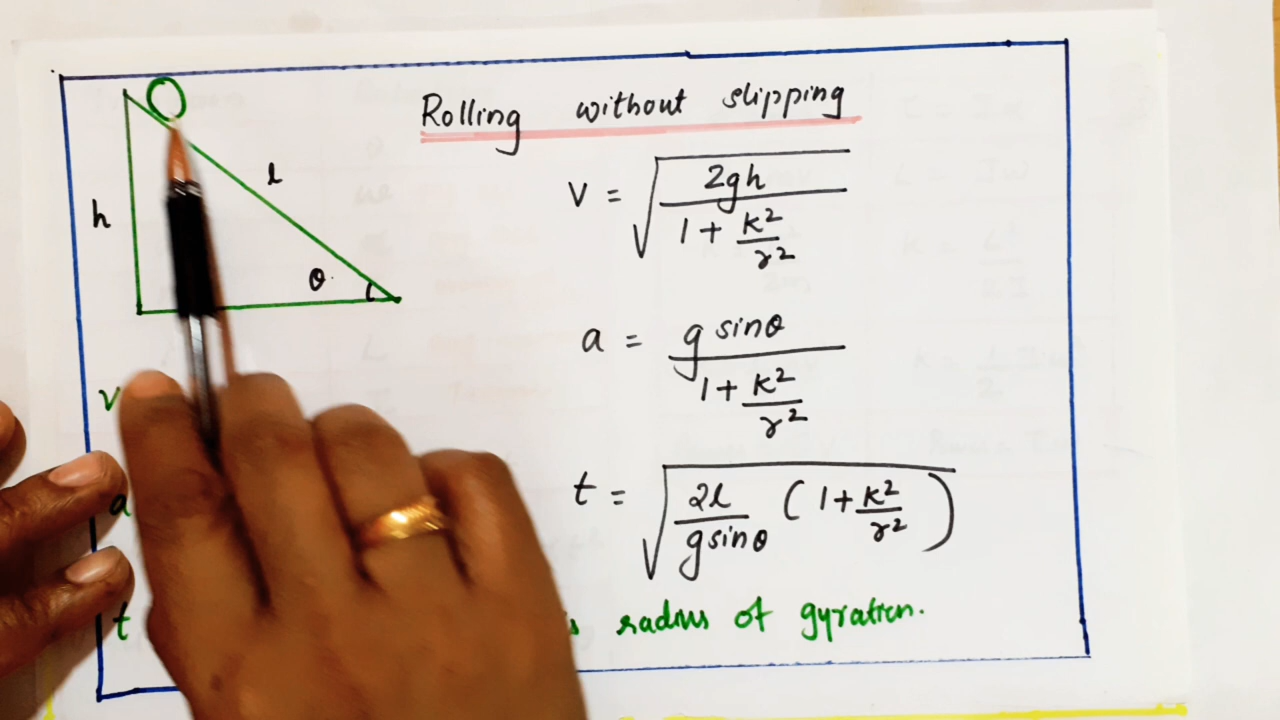 Rolling without slipping
h
l
θ
V = √(2gh / (1 + K²/r²))
a = g sinθ / (1 + K²/r²)
t = √(2l / g sinθ (1 + K²/r²))
v
a
t
radius of gyration.